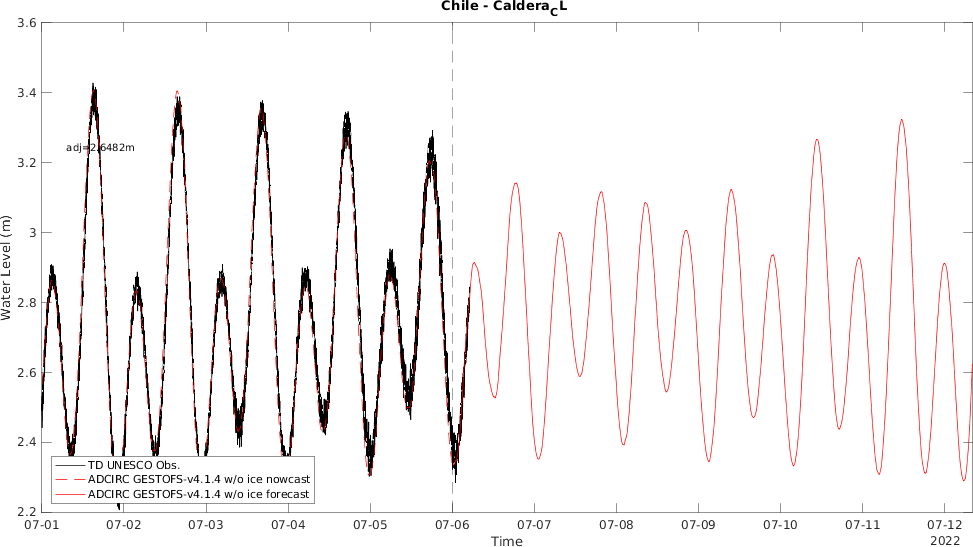 Chile - Caldera_CL
3.6
3.4
3.2
3
2.8
2.6
2.4
2.2
Water Level (m)
adj=2.6482m
TD UNESCO Obs.
ADCIRC GESTOFS-v4.1.4 w/o ice nowcast
ADCIRC GESTOFS-v4.1.4 w/o ice forecast
07-01 07-02 07-03 07-04 07-05 07-06 07-07 07-08 07-09 07-10 07-11 07-12
Time
2022